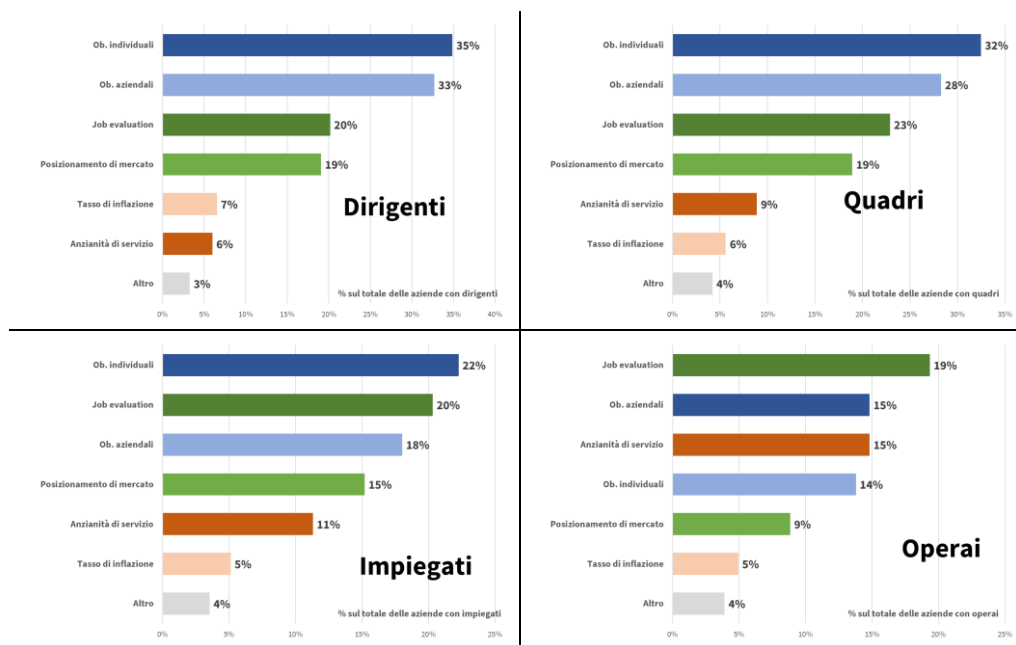 Ob. individuali 35%
Ob. aziendali 33%
Job evaluation 20%
Posizionamento di mercato 19%
Tasso di inflazione 7%
Anzianità di servizio 6%
Altro 3%
Dirigenti
% sul totale delle aziende con dirigenti
0% 5% 10% 15% 20% 25% 30% 35% 40%
Ob. individuali 32%
Ob. aziendali 28%
Job evaluation 23%
Posizionamento di mercato 19%
Anzianità di servizio 9%
Tasso di inflazione 6%
Altro 4%
Quadri
% sul totale delle aziende con quadri
0% 5% 10% 15% 20% 25% 30% 35%
Ob. individuali 22%
Job evaluation 20%
Ob. aziendali 18%
Posizionamento di mercato 15%
Anzianità di servizio 11%
Tasso di inflazione 5%
Altro 4%
Impiegati
% sul totale delle aziende con impiegati
0% 5% 10% 15% 20% 25%
Job evaluation 19%
Ob. aziendali 15%
Anzianità di servizio 15%
Ob. individuali 14%
Posizionamento di mercato 9%
Tasso di inflazione 5%
Altro 4%
Operai
% sul totale delle aziende con operai
0% 5% 10% 15% 20% 25%